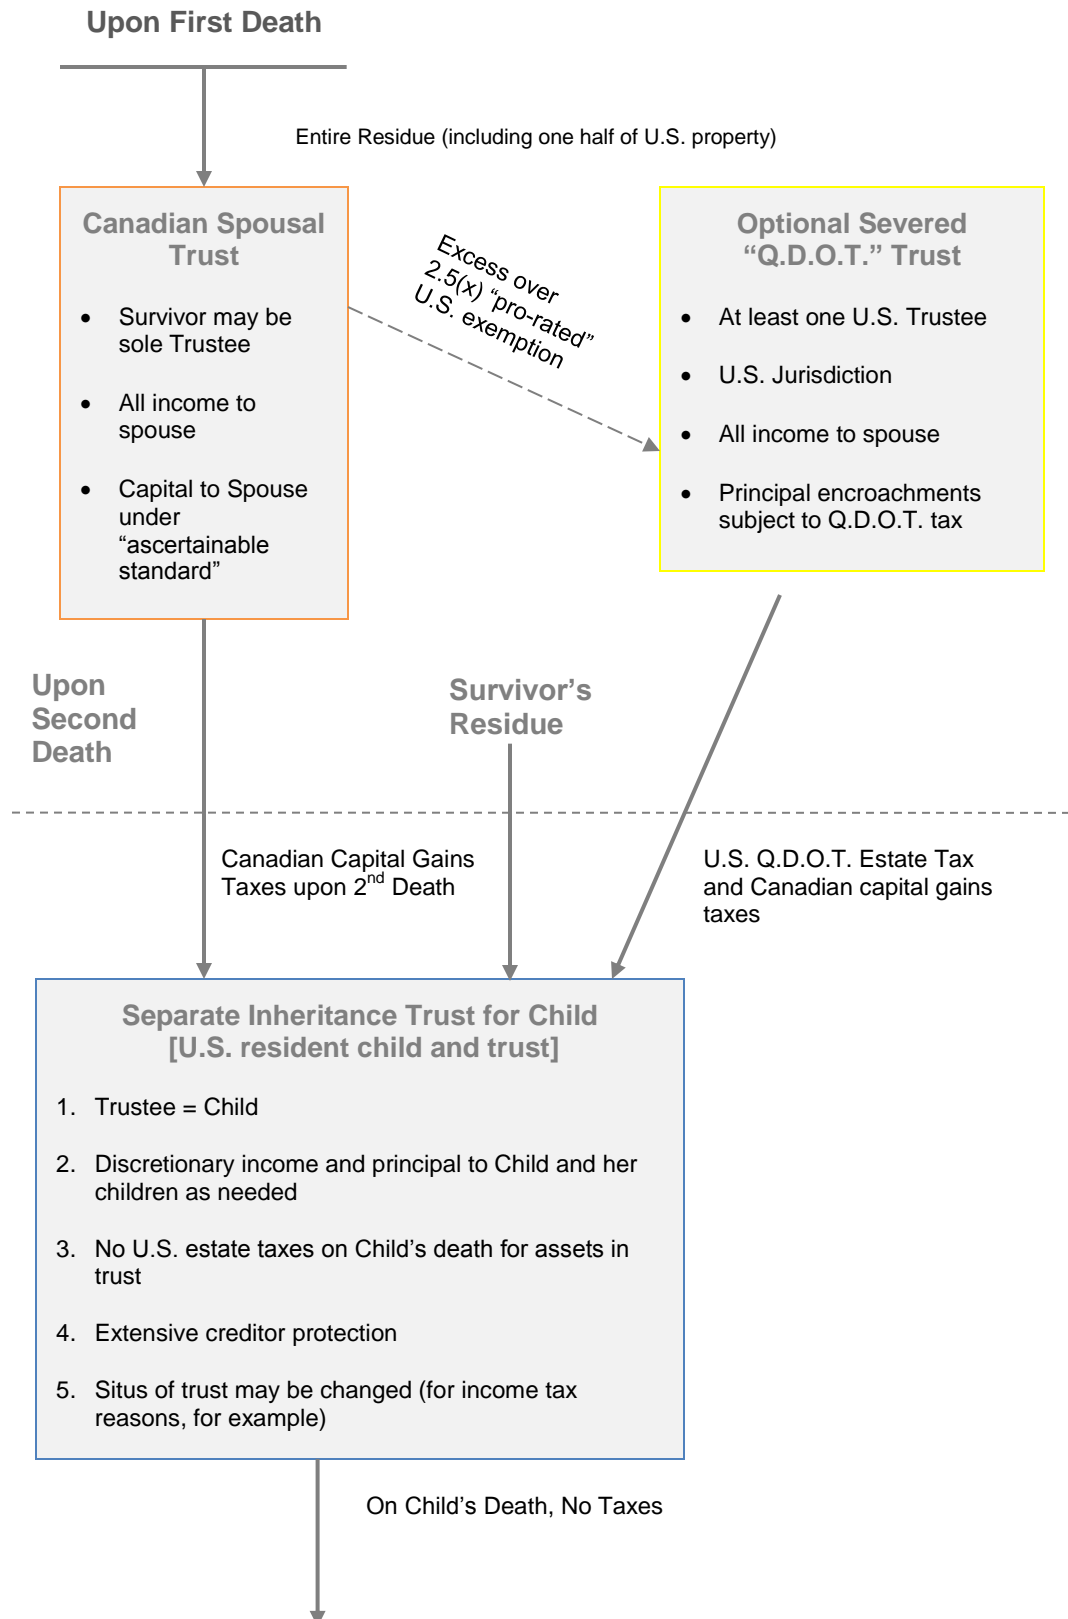 Upon First Death
Entire Residue (including one half of U.S. property)
Canadian Spousal
Trust
• Survivor may be
sole Trustee
• All income to
spouse
• Capital to Spouse
under
“ascertainable
standard”
Excess over
2.5(x) “pro-rated”
U.S. exemption
Optional Severed
“Q.D.O.T.” Trust
• At least one U.S. Trustee
• U.S. Jurisdiction
• All income to spouse
• Principal encroachments
subject to Q.D.O.T. tax
Upon
Second
Death
Survivor’s
Residue
Canadian Capital Gains
Taxes upon 2nd Death
U.S. Q.D.O.T. Estate Tax
and Canadian capital gains
taxes
Separate Inheritance Trust for Child
[U.S. resident child and trust]
1. Trustee = Child
2. Discretionary income and principal to Child and her
children as needed
3. No U.S. estate taxes on Child’s death for assets in
trust
4. Extensive creditor protection
5. Situs of trust may be changed (for income tax
reasons, for example)
On Child’s Death, No Taxes